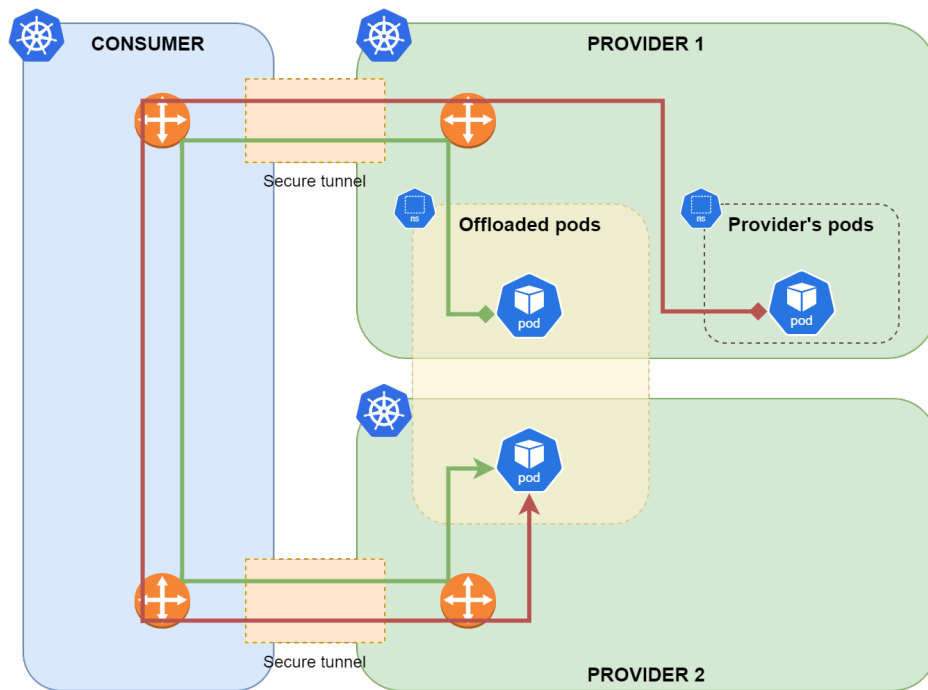 CONSUMER
PROVIDER 1
Secure tunnel
ns
Offloaded pods
ns
Provider's pods
pod
pod
pod
Secure tunnel
PROVIDER 2